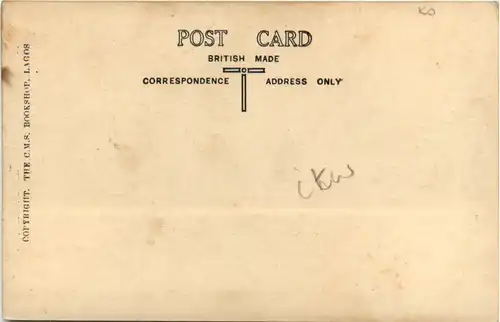 POST CARD
BRITISH MADE
CORRESPONDENCE ADDRESS ONLY
COPYRIGHT. THE C.M.S. BOOKSHOP, LAGOS